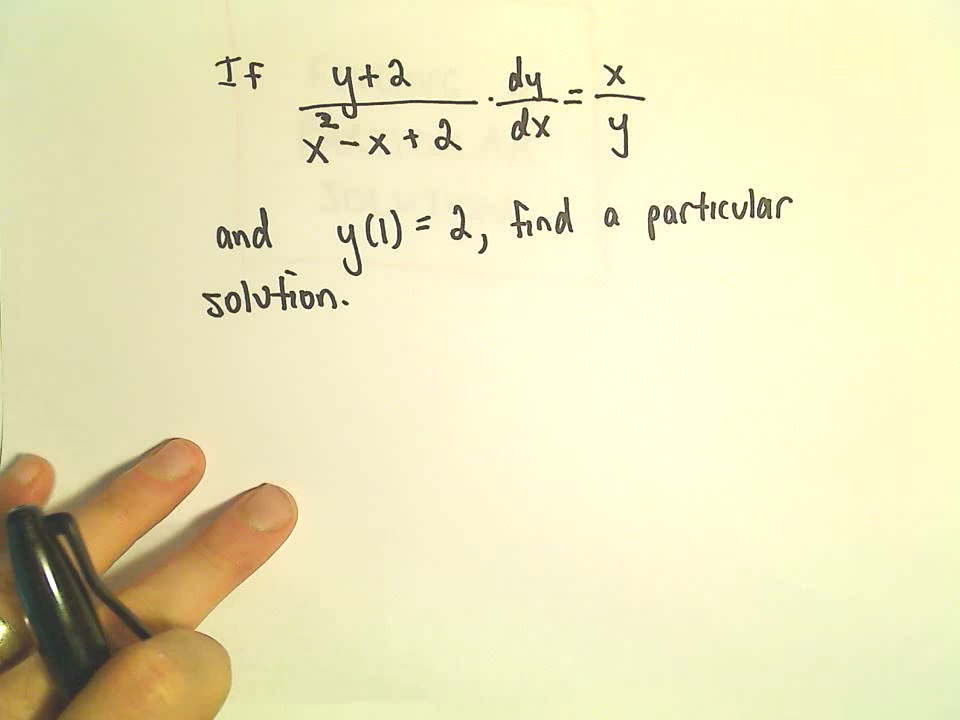 If (y+2)/(x²-x+2) · dy/dx = x/y
and y(1) = 2, find a particular
solution.